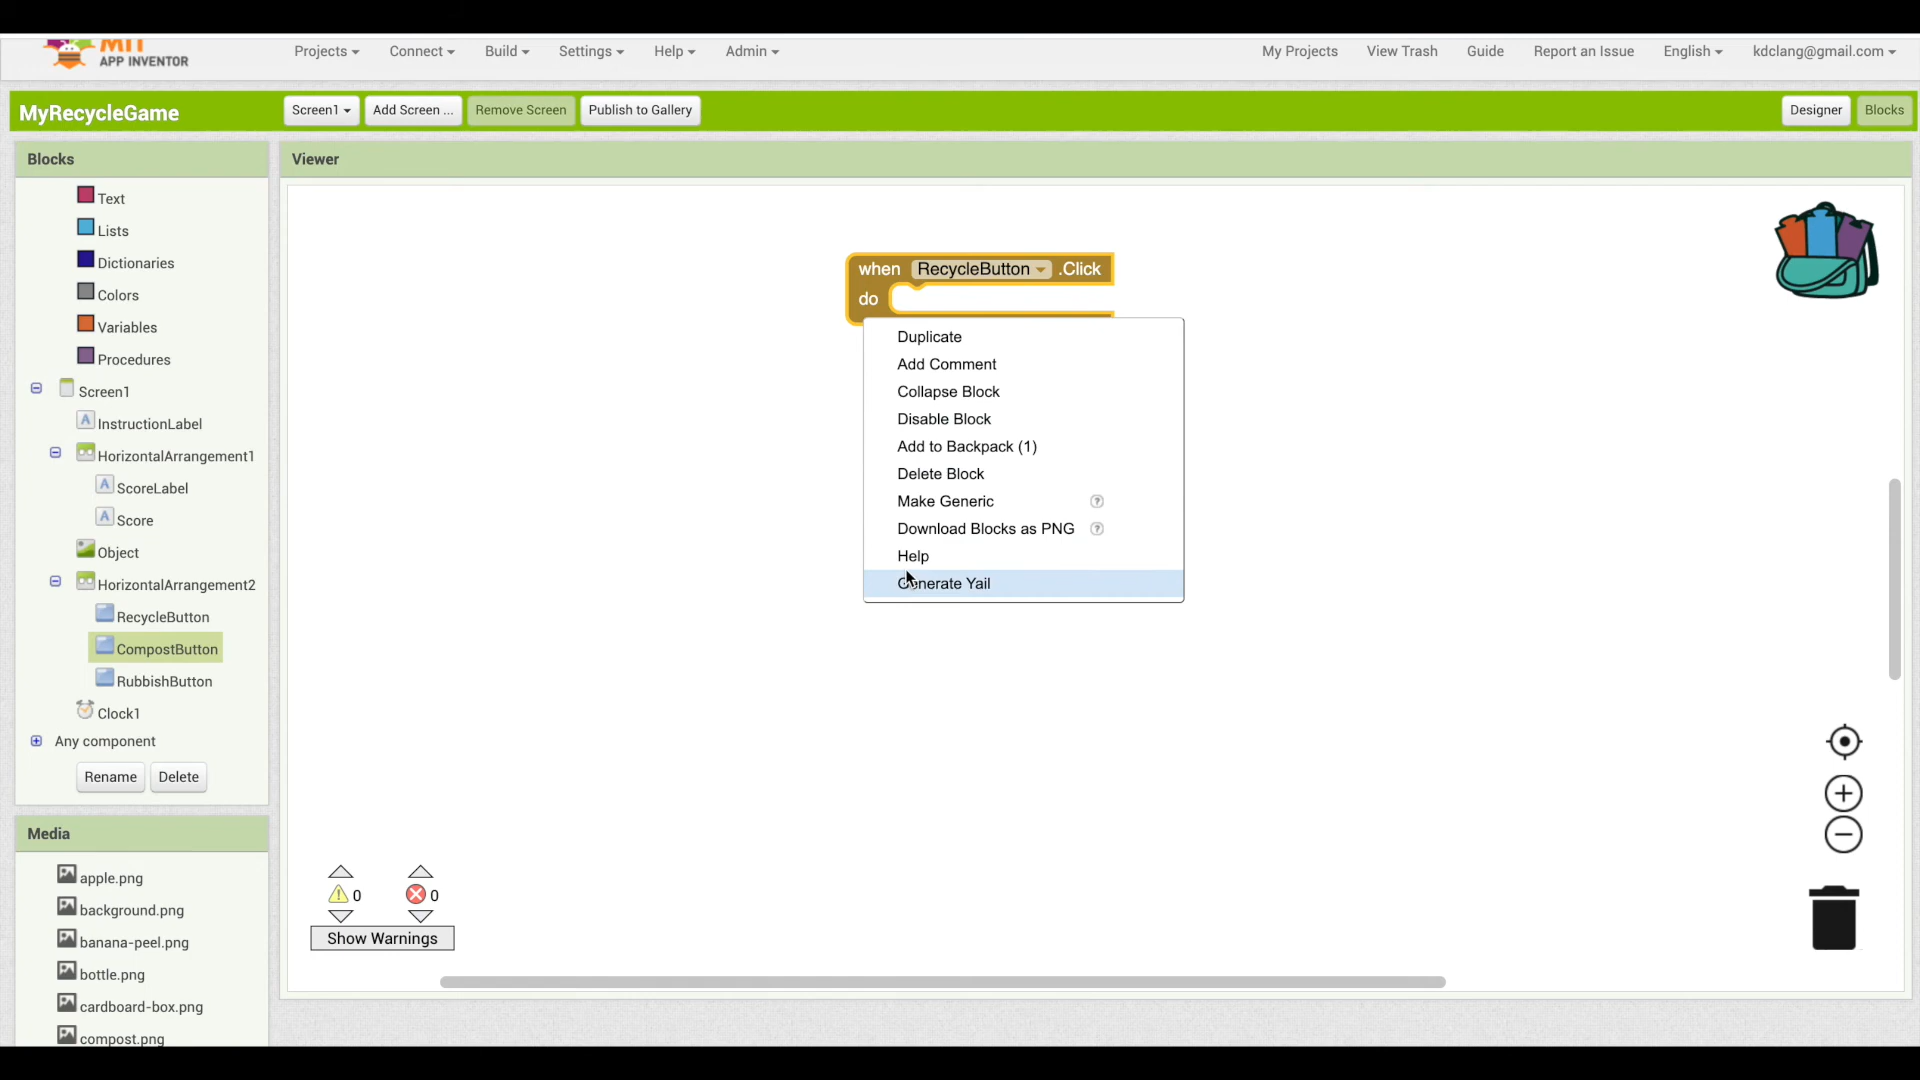 MIT
APP INVENTOR
Projects
Connect
Build
Settings
Help
Admin
My Projects
View Trash
Guide
Report an Issue
English
kdclang@gmail.com
MyRecycleGame
Screen1
Add Screen ...
Remove Screen
Publish to Gallery
Designer
Blocks
Blocks
Text
Lists
Dictionaries
Colors
Variables
Procedures
Screen1
InstructionLabel
HorizontalArrangement1
ScoreLabel
Score
Object
HorizontalArrangement2
RecycleButton
CompostButton
RubbishButton
Clock1
Any component
Rename
Delete
Media
apple.png
background.png
banana-peel.png
bottle.png
cardboard-box.png
compost.png
Viewer
when RecycleButton .Click
do
Duplicate
Add Comment
Collapse Block
Disable Block
Add to Backpack (1)
Delete Block
Make Generic ?
Download Blocks as PNG ?
Help
Generate Yail
0
0
Show Warnings